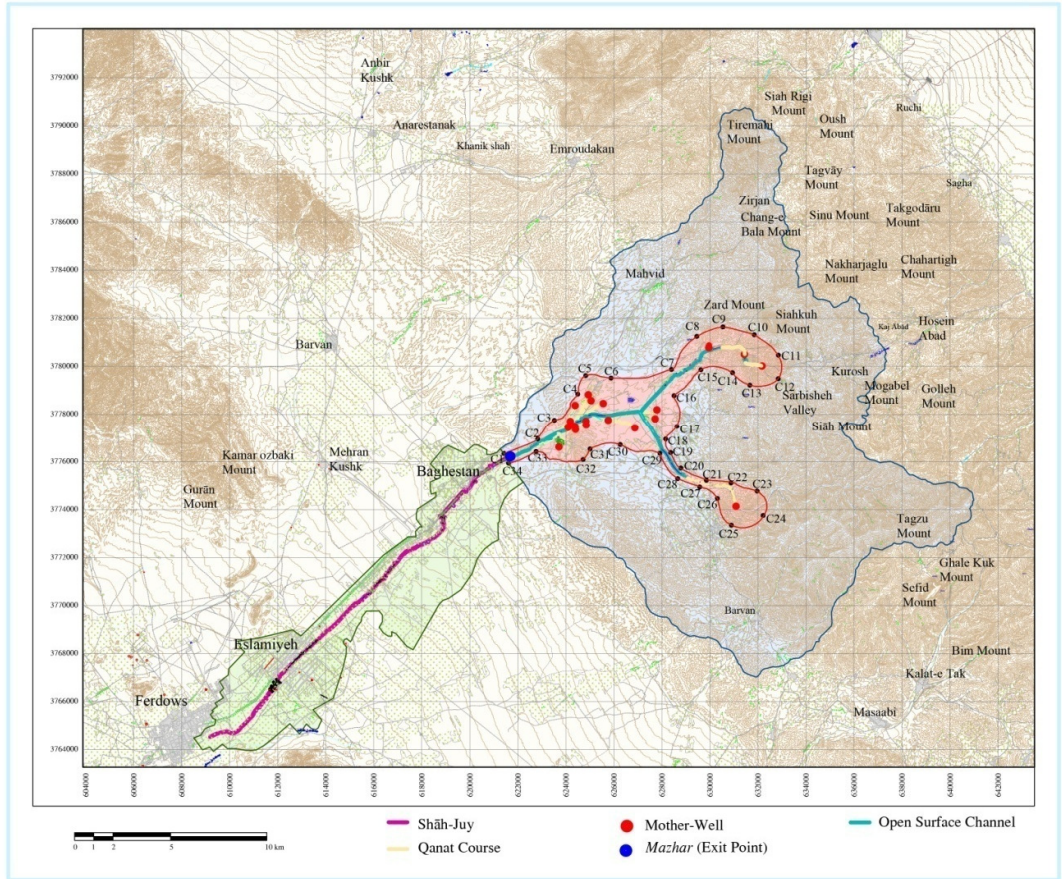 3792000
3790000
3788000
3786000
3784000
3782000
3780000
3778000
3776000
3774000
3772000
3770000
3768000
3766000
3764000
Anbir
Kushk
Anarestanak
Khanik shah
Emroudakan
Siah Rigi
Mount
Tiremahi
Mount
Oush
Mount
Ruchi
Tagvāy
Mount
Sagha
Zirjan
Chang-e
Bala Mount
Sinu Mount
Takgodāru
Mount
Nakharjaglu
Mount
Chahartigh
Mount
Mahvid
Zard Mount
Siahkuh
Mount
Kaj Abad
Hosein
Abad
Barvan
C8
C9
C10
C11
C7
C15
C14
C13
C12
Kurosh
Mogabel
Mount
Golleh
Mount
Sarbisheh
Valley
Siāh Mount
C5
C6
C4
C3
C2
C16
C17
C18
C19
C20
C21
C22
C23
C24
C25
C26
C27
C28
C29
C30
C31
C32
C33
C34
Kamar ozbaki
Mount
Mehran
Kushk
Baghestan
Gurān
Mount
Tagzu
Mount
Ghale Kuk
Mount
Sefid
Mount
Barvan
Bim Mount
Kalat-e Tak
Masaabi
Eslamiyeh
Ferdows
604000
606000
608000
610000
612000
614000
616000
618000
620000
622000
624000
626000
628000
630000
632000
634000
636000
638000
640000
642000
0 1 2 5 10 km
Shāh-Juy
Mother-Well
Open Surface Channel
Qanat Course
Mazhar (Exit Point)